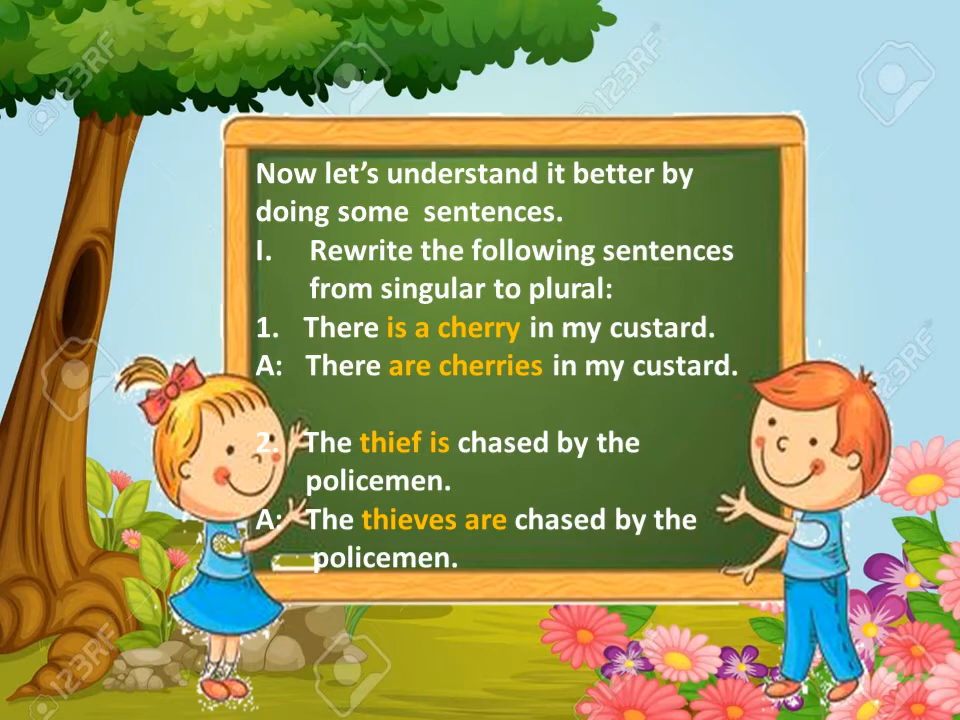 Now let's understand it better by
doing some sentences.
I. Rewrite the following sentences
from singular to plural:
1. There is a cherry in my custard.
A: There are cherries in my custard.
2. The thief is chased by the
policemen.
A: The thieves are chased by the
policemen.
123RF
123RF
123RF
123RF
123RF